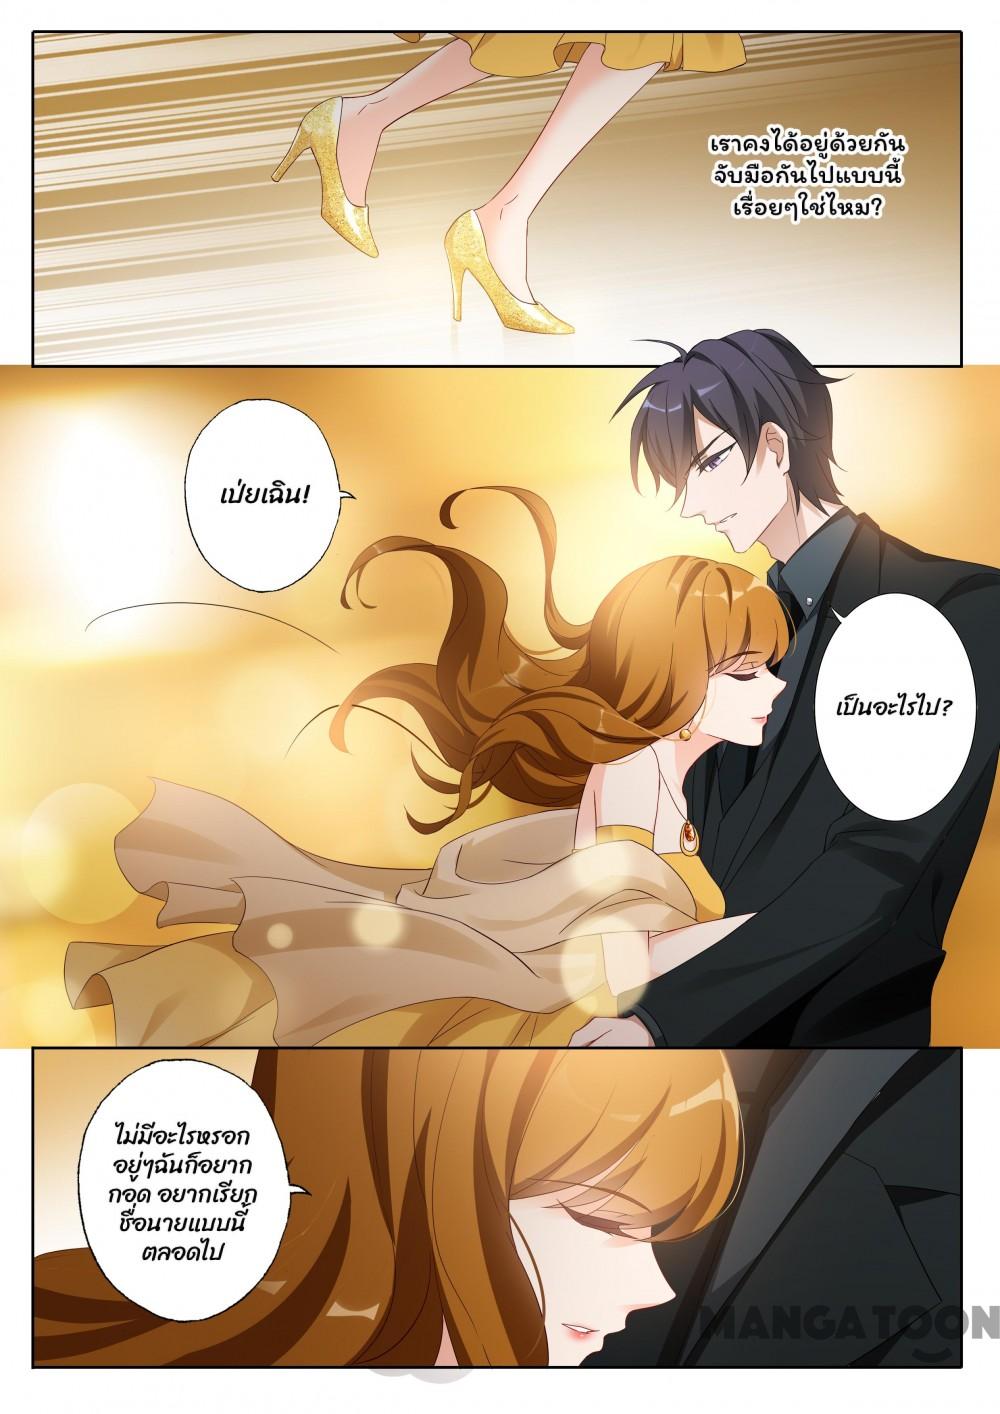 เราคงได้อยู่ด้วยกัน
จับมือกันไปแบบนี้
เรื่อยๆใช่ไหม?
เป่ยเฉิน!
เป็นอะไรไป?
ไม่มีอะไรหรอก
อยู่ๆฉันก็อยาก
กอด อยากเรียก
ชื่อนายแบบนี้
ตลอดไป
MANGATOON